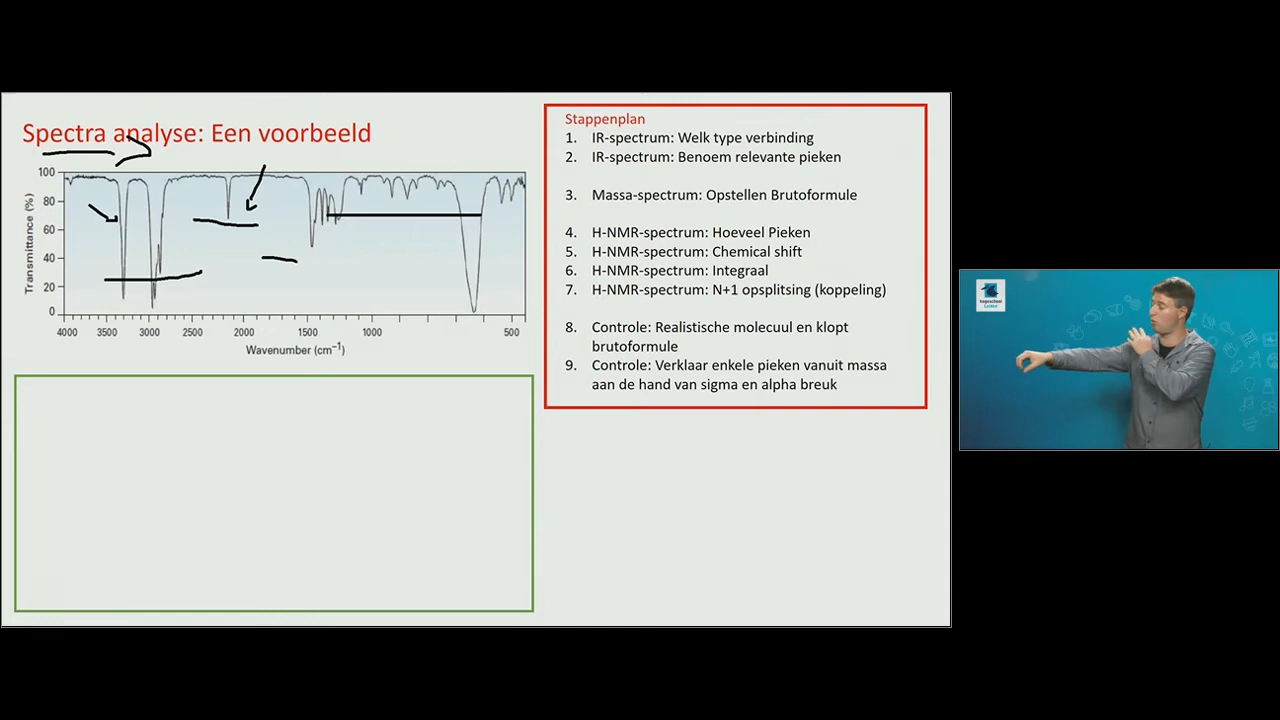 Spectra analyse: Een voorbeeld
100
80
60
40
20
0
Transmittance (%)
4000 3500 3000 2500 2000 1500 1000 500
Wavenumber (cm⁻¹)
Stappenplan
1. IR-spectrum: Welk type verbinding
2. IR-spectrum: Benoem relevante pieken
3. Massa-spectrum: Opstellen Brutoformule
4. H-NMR-spectrum: Hoeveel Pieken
5. H-NMR-spectrum: Chemical shift
6. H-NMR-spectrum: Integraal
7. H-NMR-spectrum: N+1 opsplitsing (koppeling)
8. Controle: Realistische molecuul en klopt
brutoformule
9. Controle: Verklaar enkele pieken vanuit massa
aan de hand van sigma en alpha breuk
hogeschool
Leiden